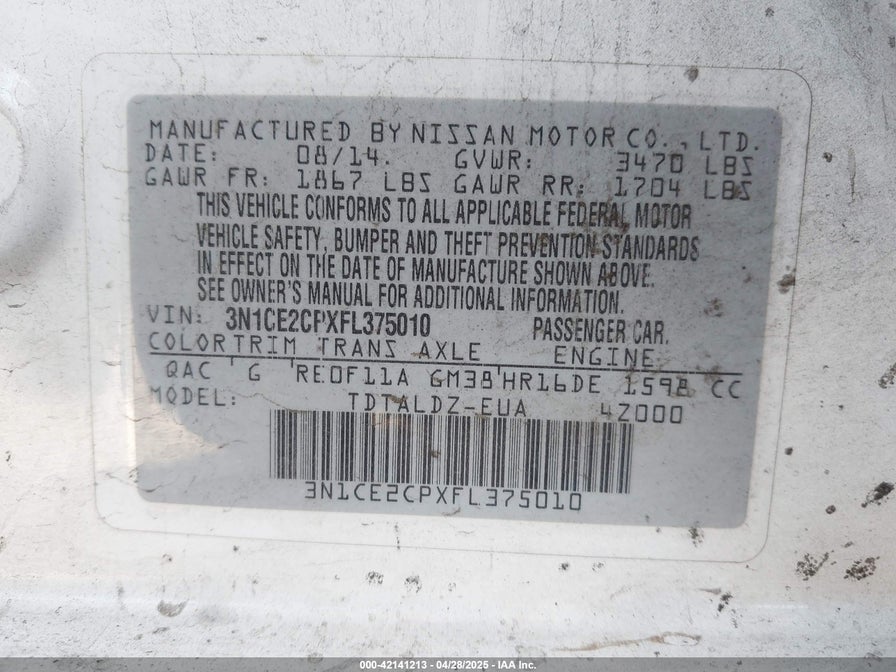 MANUFACTURED BY NISSAN MOTOR CO., LTD.
DATE: 08/14. GVWR: 3470 LBS
GAWR FR: 1867 LBS GAWR RR: 1704 LBS
THIS VEHICLE CONFORMS TO ALL APPLICABLE FEDERAL MOTOR
VEHICLE SAFETY, BUMPER AND THEFT PREVENTION STANDARDS
IN EFFECT ON THE DATE OF MANUFACTURE SHOWN ABOVE.
SEE OWNER'S MANUAL FOR ADDITIONAL INFORMATION.
VIN: 3N1CE2CPXFL375010 PASSENGER CAR.
COLOR TRIM TRANS AXLE ENGINE
QAC G RE0F11A GM38 HR16DE 1598 CC
MODEL: TDTALDZ-EUA 4Z000
3N1CE2CPXFL375010
000-42141213 - 04/28/2025 - IAA Inc.